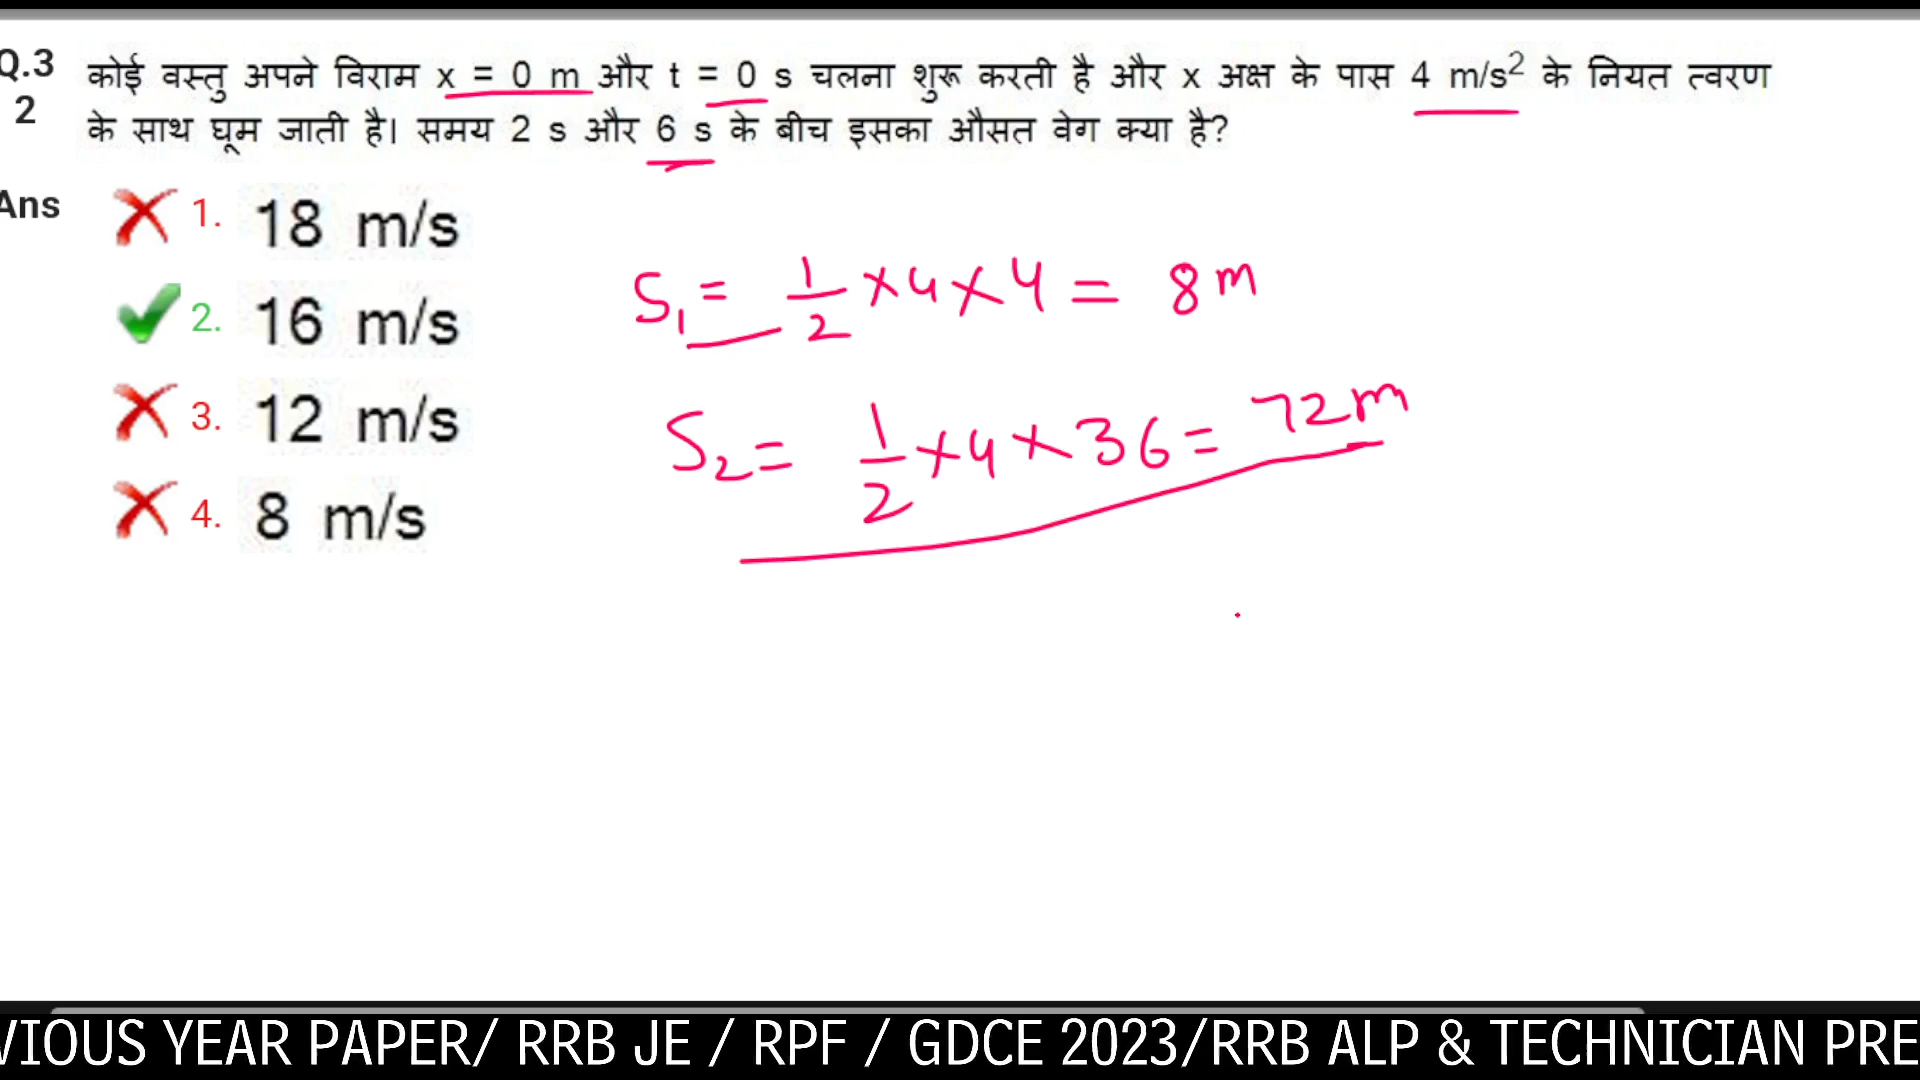 Q.3
2
कोई वस्तु अपने विराम x = 0 m और t = 0 s चलना शुरू करती है और x अक्ष के पास 4 m/s² के नियत त्वरण
के साथ घूम जाती है। समय 2 s और 6 s के बीच इसका औसत वेग क्या है?
Ans
1. 18 m/s
2. 16 m/s
3. 12 m/s
4. 8 m/s
S₁ = 1/2 × 4 × 4 = 8 m
S₂ = 1/2 × 4 × 36 = 72 m
VIOUS YEAR PAPER/ RRB JE / RPF / GDCE 2023/RRB ALP & TECHNICIAN PRE